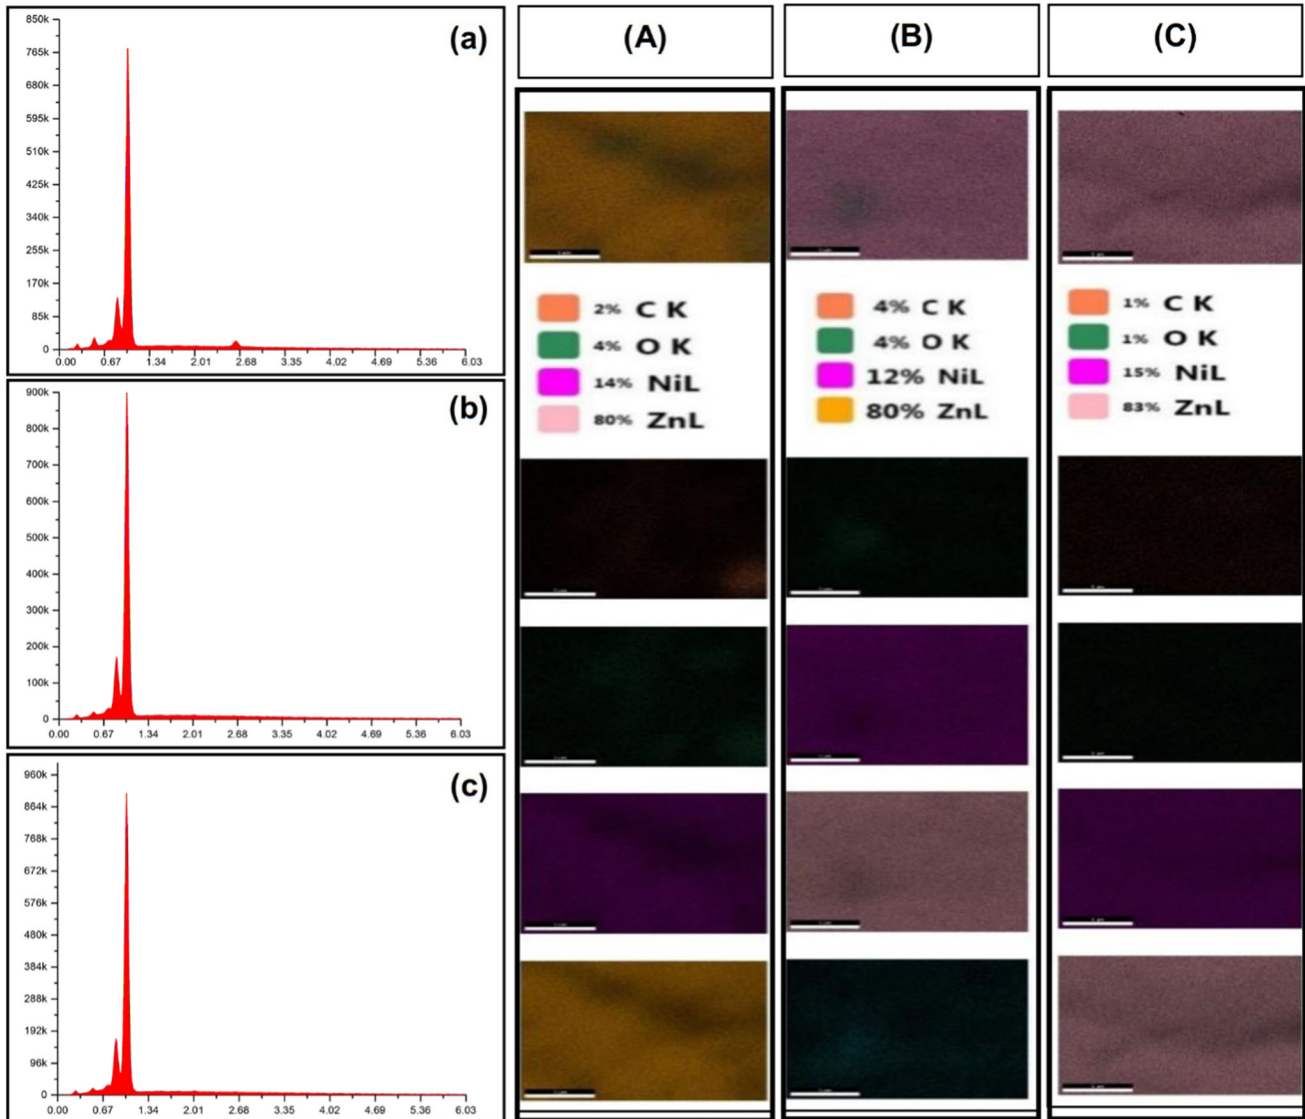 (a)
850k
765k
680k
595k
510k
425k
340k
255k
170k
85k
0
0.00 0.67 1.34 2.01 2.68 3.35 4.02 4.69 5.36 6.03
(b)
900k
800k
700k
600k
500k
400k
300k
200k
100k
0
0.00 0.67 1.34 2.01 2.68 3.35 4.02 4.69 5.36 6.03
(c)
960k
864k
768k
672k
576k
480k
384k
288k
192k
96k
0
0.00 0.67 1.34 2.01 2.68 3.35 4.02 4.69 5.36 6.03
(A)
2% C K
4% O K
14% NiL
80% ZnL
(B)
4% C K
4% O K
12% NiL
80% ZnL
(C)
1% C K
1% O K
15% NiL
83% ZnL